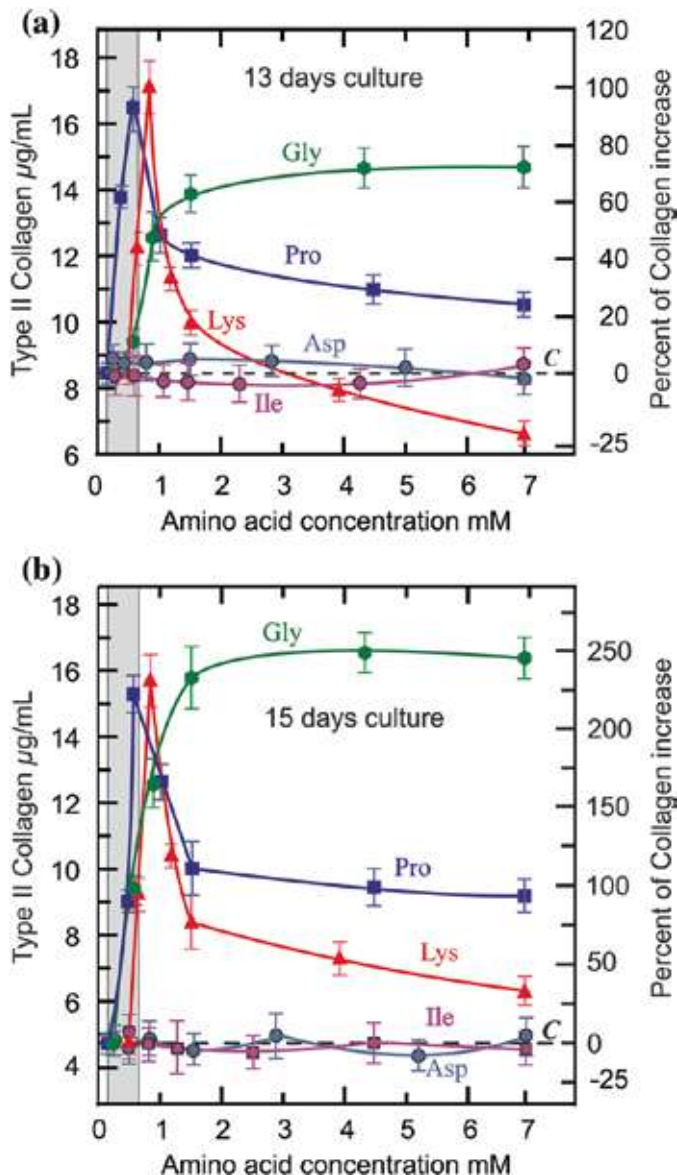 (a)
Type II Collagen µg/mL
18
16
14
12
10
8
6
13 days culture
Gly
Pro
Lys
Asp
Ile
C
120
100
80
60
40
20
0
-25
Percent of Collagen increase
0 1 2 3 4 5 6 7
Amino acid concentration mM
(b)
Type II Collagen µg/mL
18
16
14
12
10
8
6
4
Gly
15 days culture
Pro
Lys
Ile
Asp
C
250
200
150
100
50
0
-25
Percent of Collagen increase
0 1 2 3 4 5 6 7
Amino acid concentration mM